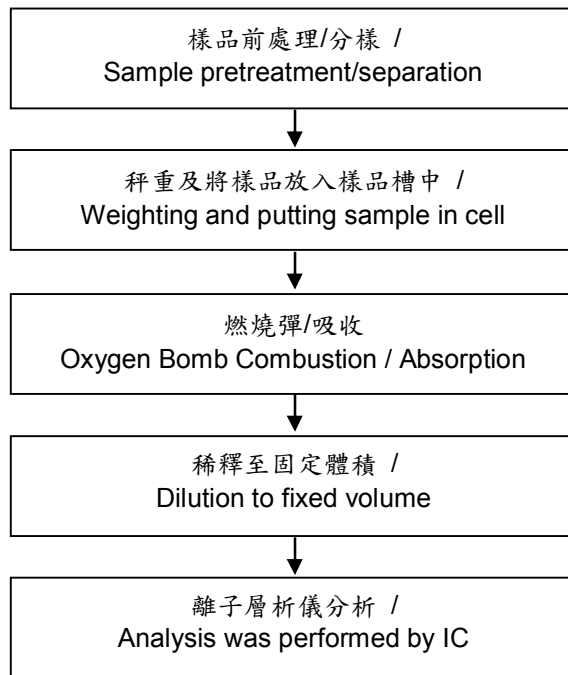 樣品前處理/分樣 /
Sample pretreatment/separation
秤重及將樣品放入樣品槽中 /
Weighting and putting sample in cell
燃燒彈/吸收
Oxygen Bomb Combustion / Absorption
稀釋至固定體積 /
Dilution to fixed volume
離子層析儀分析 /
Analysis was performed by IC